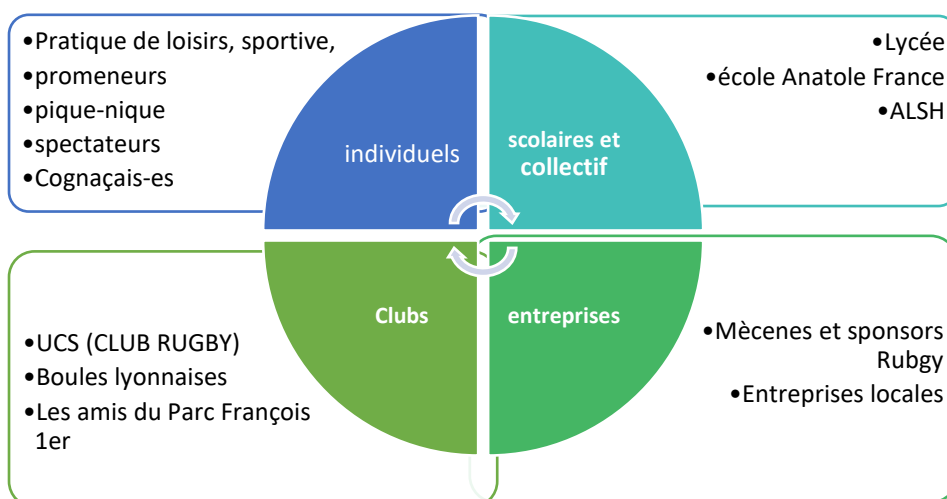 •Pratique de loisirs, sportive,
•promeneurs
•pique-nique
•spectateurs
•Cognaçais-es
individuels
scolaires et
collectif
•Lycée
•école Anatole France
•ALSH
•UCS (CLUB RUGBY)
•Boules lyonnaises
•Les amis du Parc François
1er
Clubs
entreprises
•Mècenes et sponsors
Rubgy
•Entreprises locales